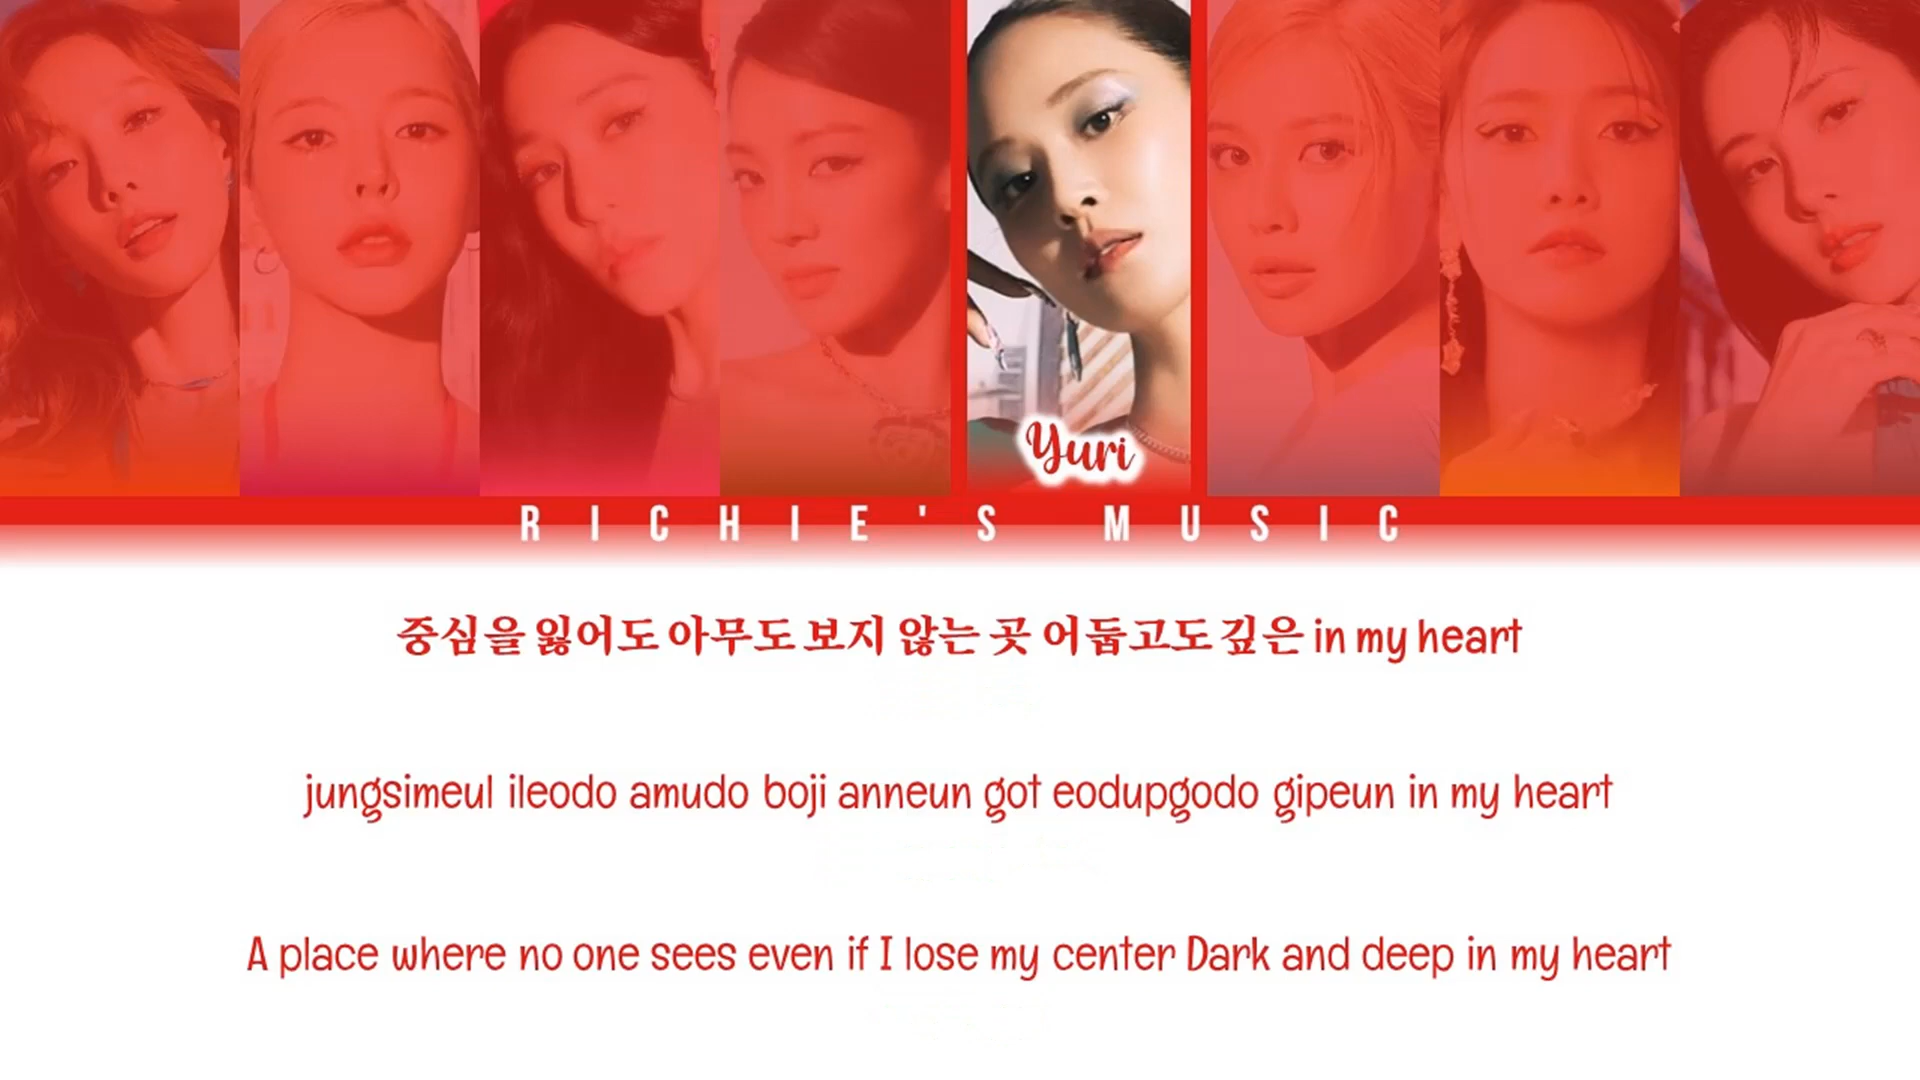 Yuri
RICHIE'S MUSIC
중심을 잃어도 아무도 보지 않는 곳 어둡고도 깊은 in my heart
jungsimeul ileodo amudo boji anneun got eodupgodo gipeun in my heart
A place where no one sees even if I lose my center Dark and deep in my heart